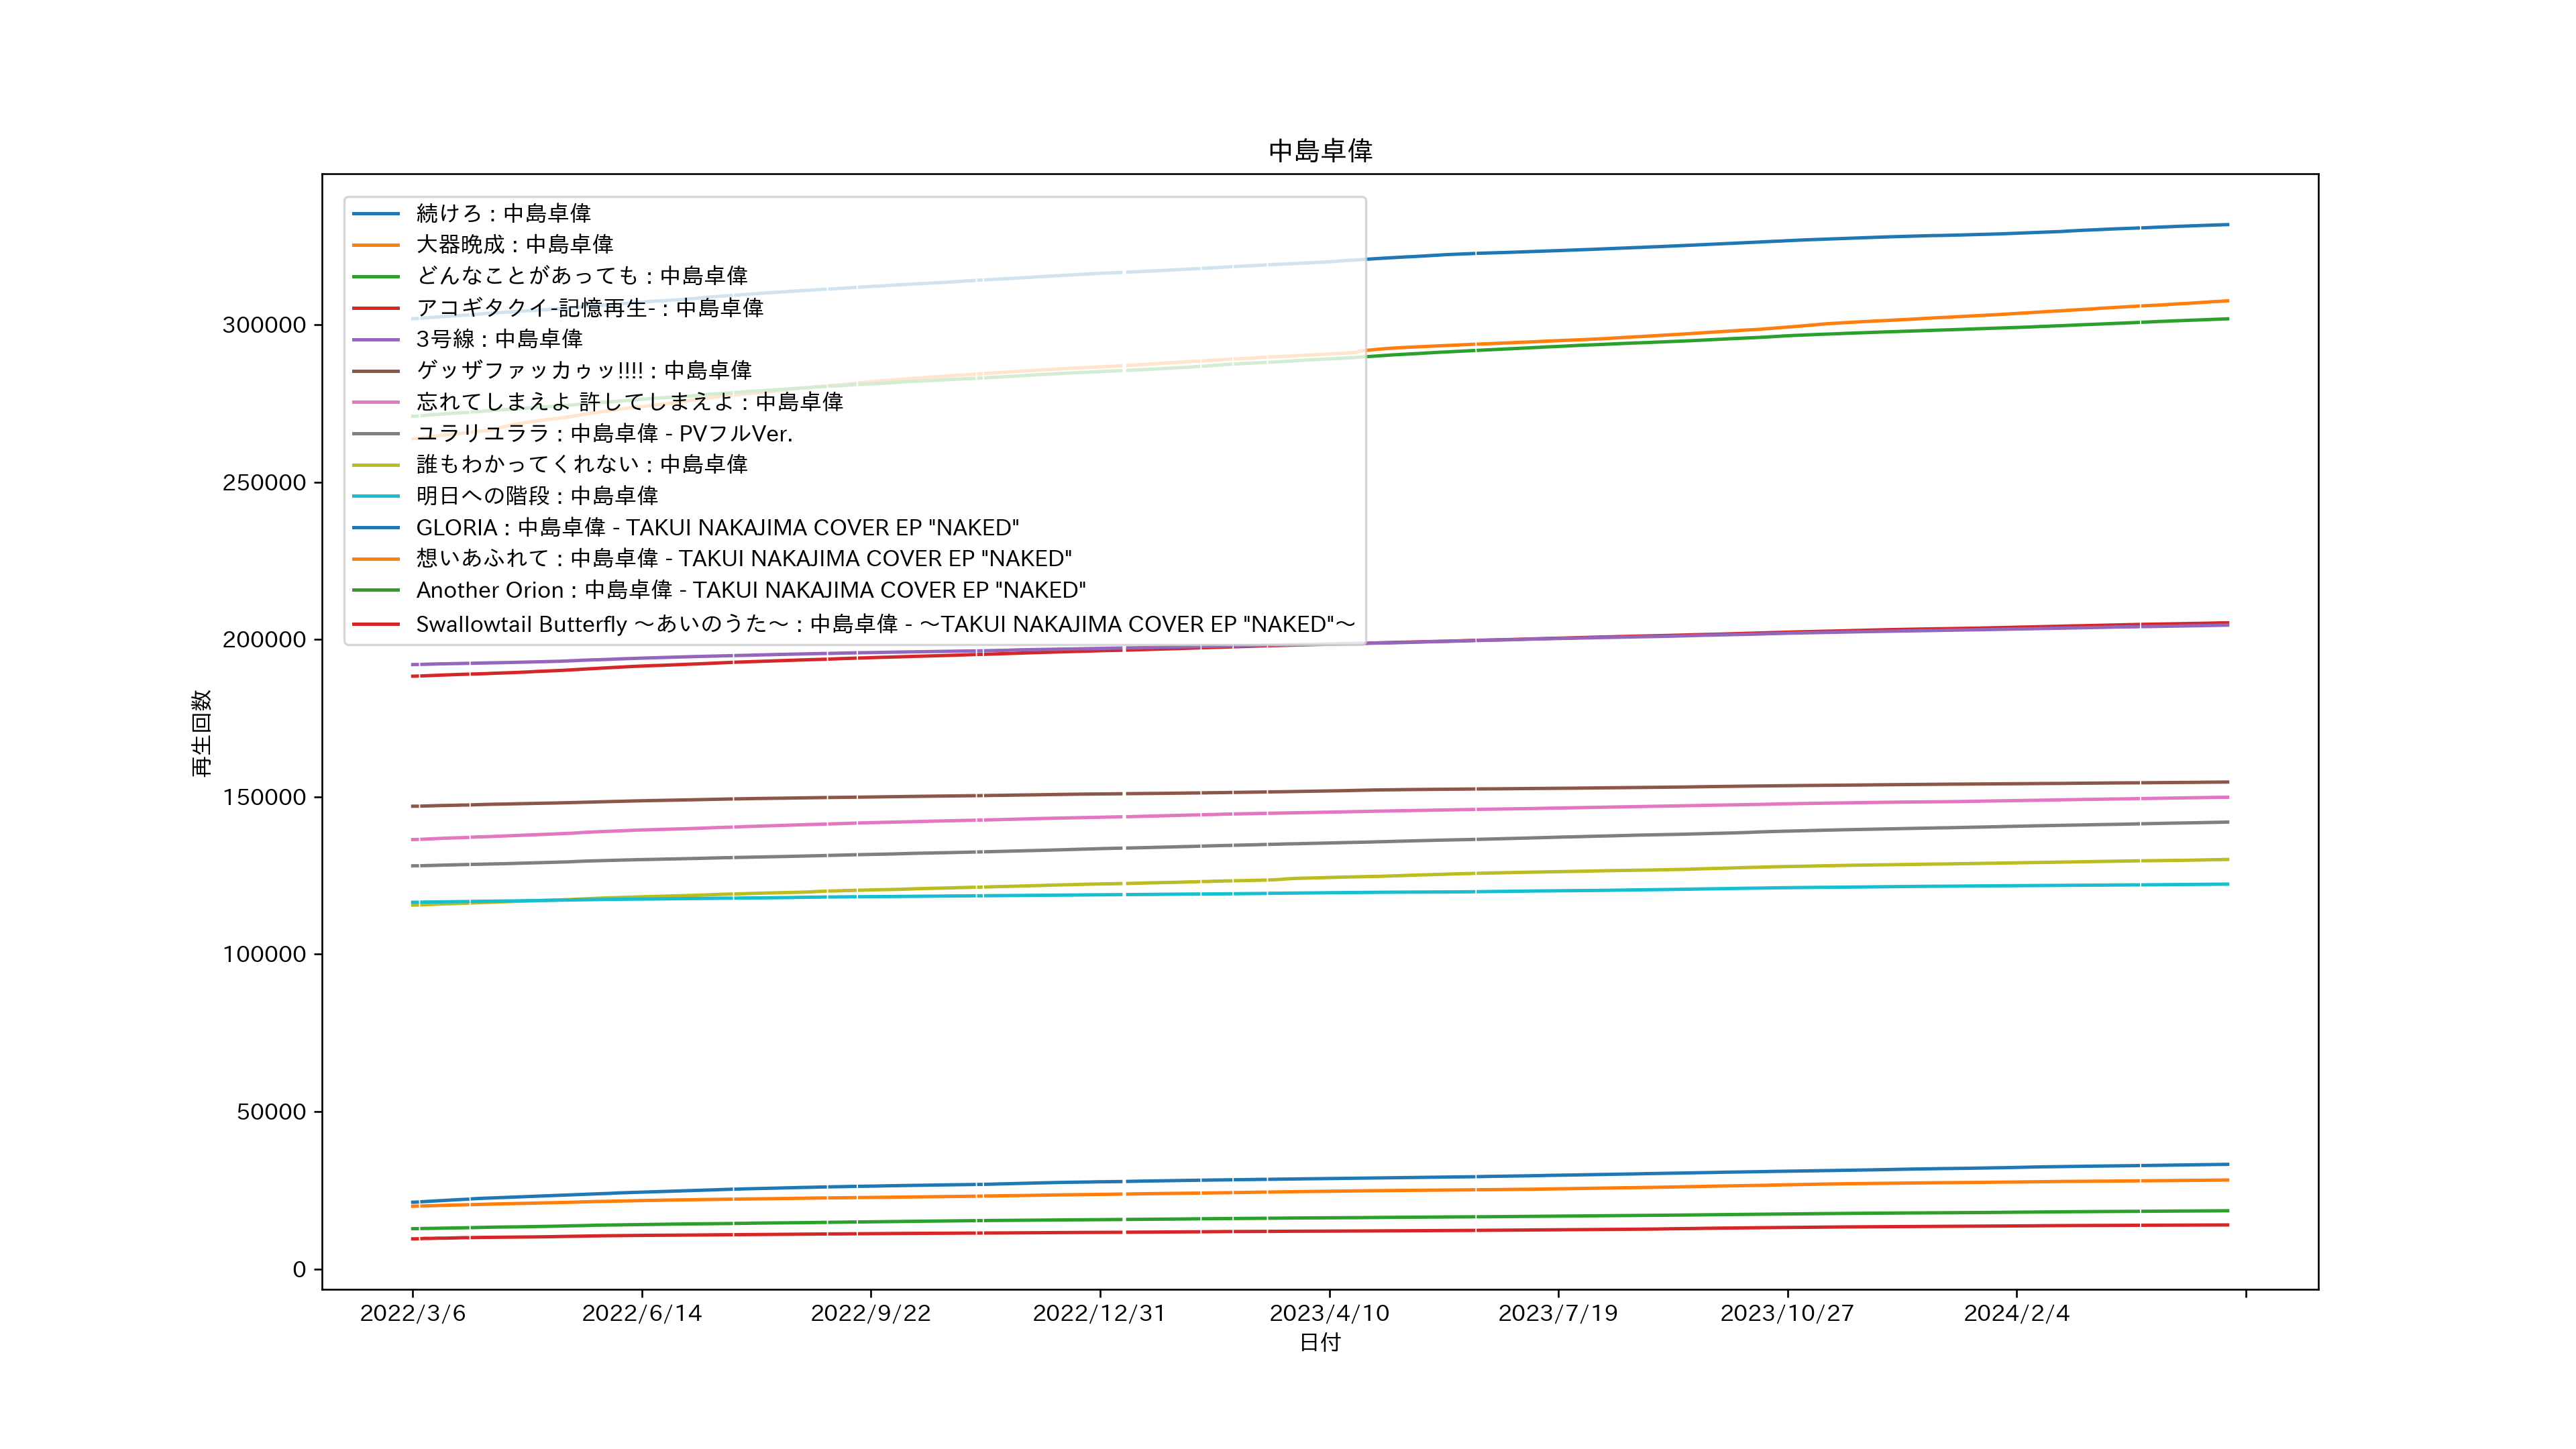 中島卓偉
続けろ : 中島卓偉
大器晩成 : 中島卓偉
どんなことがあっても : 中島卓偉
アコギタクイ-記憶再生- : 中島卓偉
3号線 : 中島卓偉
ゲッザファッカゥッ!!!! : 中島卓偉
忘れてしまえよ 許してしまえよ : 中島卓偉
ユラリユララ : 中島卓偉 - PVフルVer.
誰もわかってくれない : 中島卓偉
明日への階段 : 中島卓偉
GLORIA : 中島卓偉 - TAKUI NAKAJIMA COVER EP "NAKED"
想いあふれて : 中島卓偉 - TAKUI NAKAJIMA COVER EP "NAKED"
Another Orion : 中島卓偉 - TAKUI NAKAJIMA COVER EP "NAKED"
Swallowtail Butterfly 〜あいのうた〜 : 中島卓偉 - 〜TAKUI NAKAJIMA COVER EP "NAKED"〜
300000
250000
200000
150000
100000
50000
0
再生回数
2022/3/6 2022/6/14 2022/9/22 2022/12/31 2023/4/10 2023/7/19 2023/10/27 2024/2/4
日付